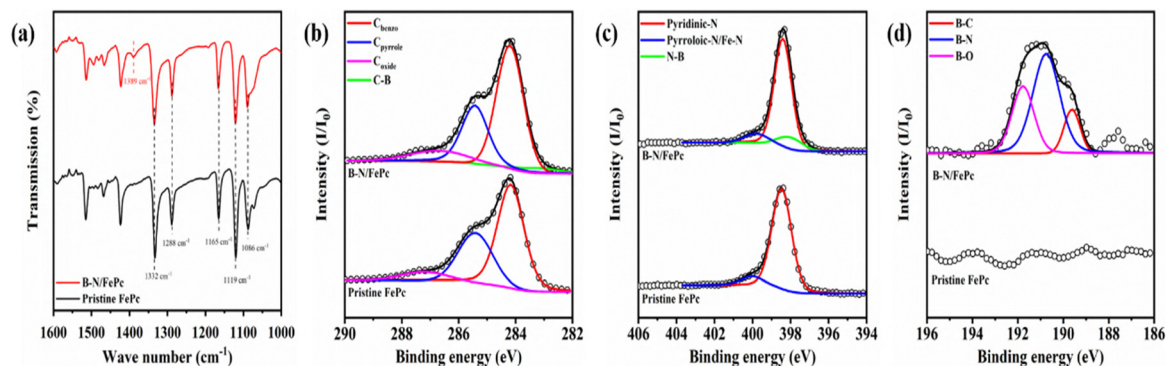 (a)
1389 cm⁻¹
1288 cm⁻¹
1165 cm⁻¹
1086 cm⁻¹
1332 cm⁻¹
1119 cm⁻¹
B-N/FePc
Pristine FePc
Transmission (%)
1600 1500 1400 1300 1200 1100 1000
Wave number (cm⁻¹)
(b)
C benzo
C pyrrole
C oxide
C-B
B-N/FePc
Pristine FePc
Intensity (I/I₀)
290 288 286 284 282
Binding energy (eV)
(c)
Pyridinic-N
Pyrroloic-N/Fe-N
N-B
B-N/FePc
Pristine FePc
Intensity (I/I₀)
406 404 402 400 398 396 394
Binding energy (eV)
(d)
B-C
B-N
B-O
B-N/FePc
Pristine FePc
Intensity (I/I₀)
196 194 192 190 188 186
Binding energy (eV)